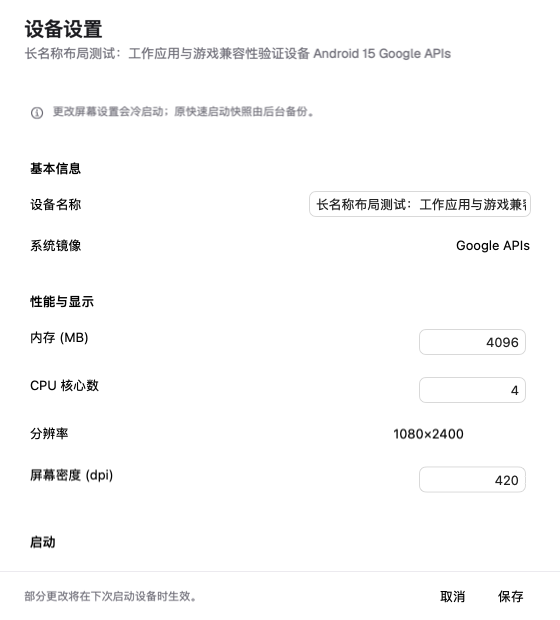 设备设置
长名称布局测试：工作应用与游戏兼容性验证设备 Android 15 Google APIs
更改屏幕设置会冷启动；原快速启动快照由后台备份。
基本信息
设备名称 长名称布局测试：工作应用与游戏兼容
系统镜像 Google APIs
性能与显示
内存 (MB) 4096
CPU 核心数 4
分辨率 1080×2400
屏幕密度 (dpi) 420
启动
部分更改将在下次启动设备时生效。 取消 保存